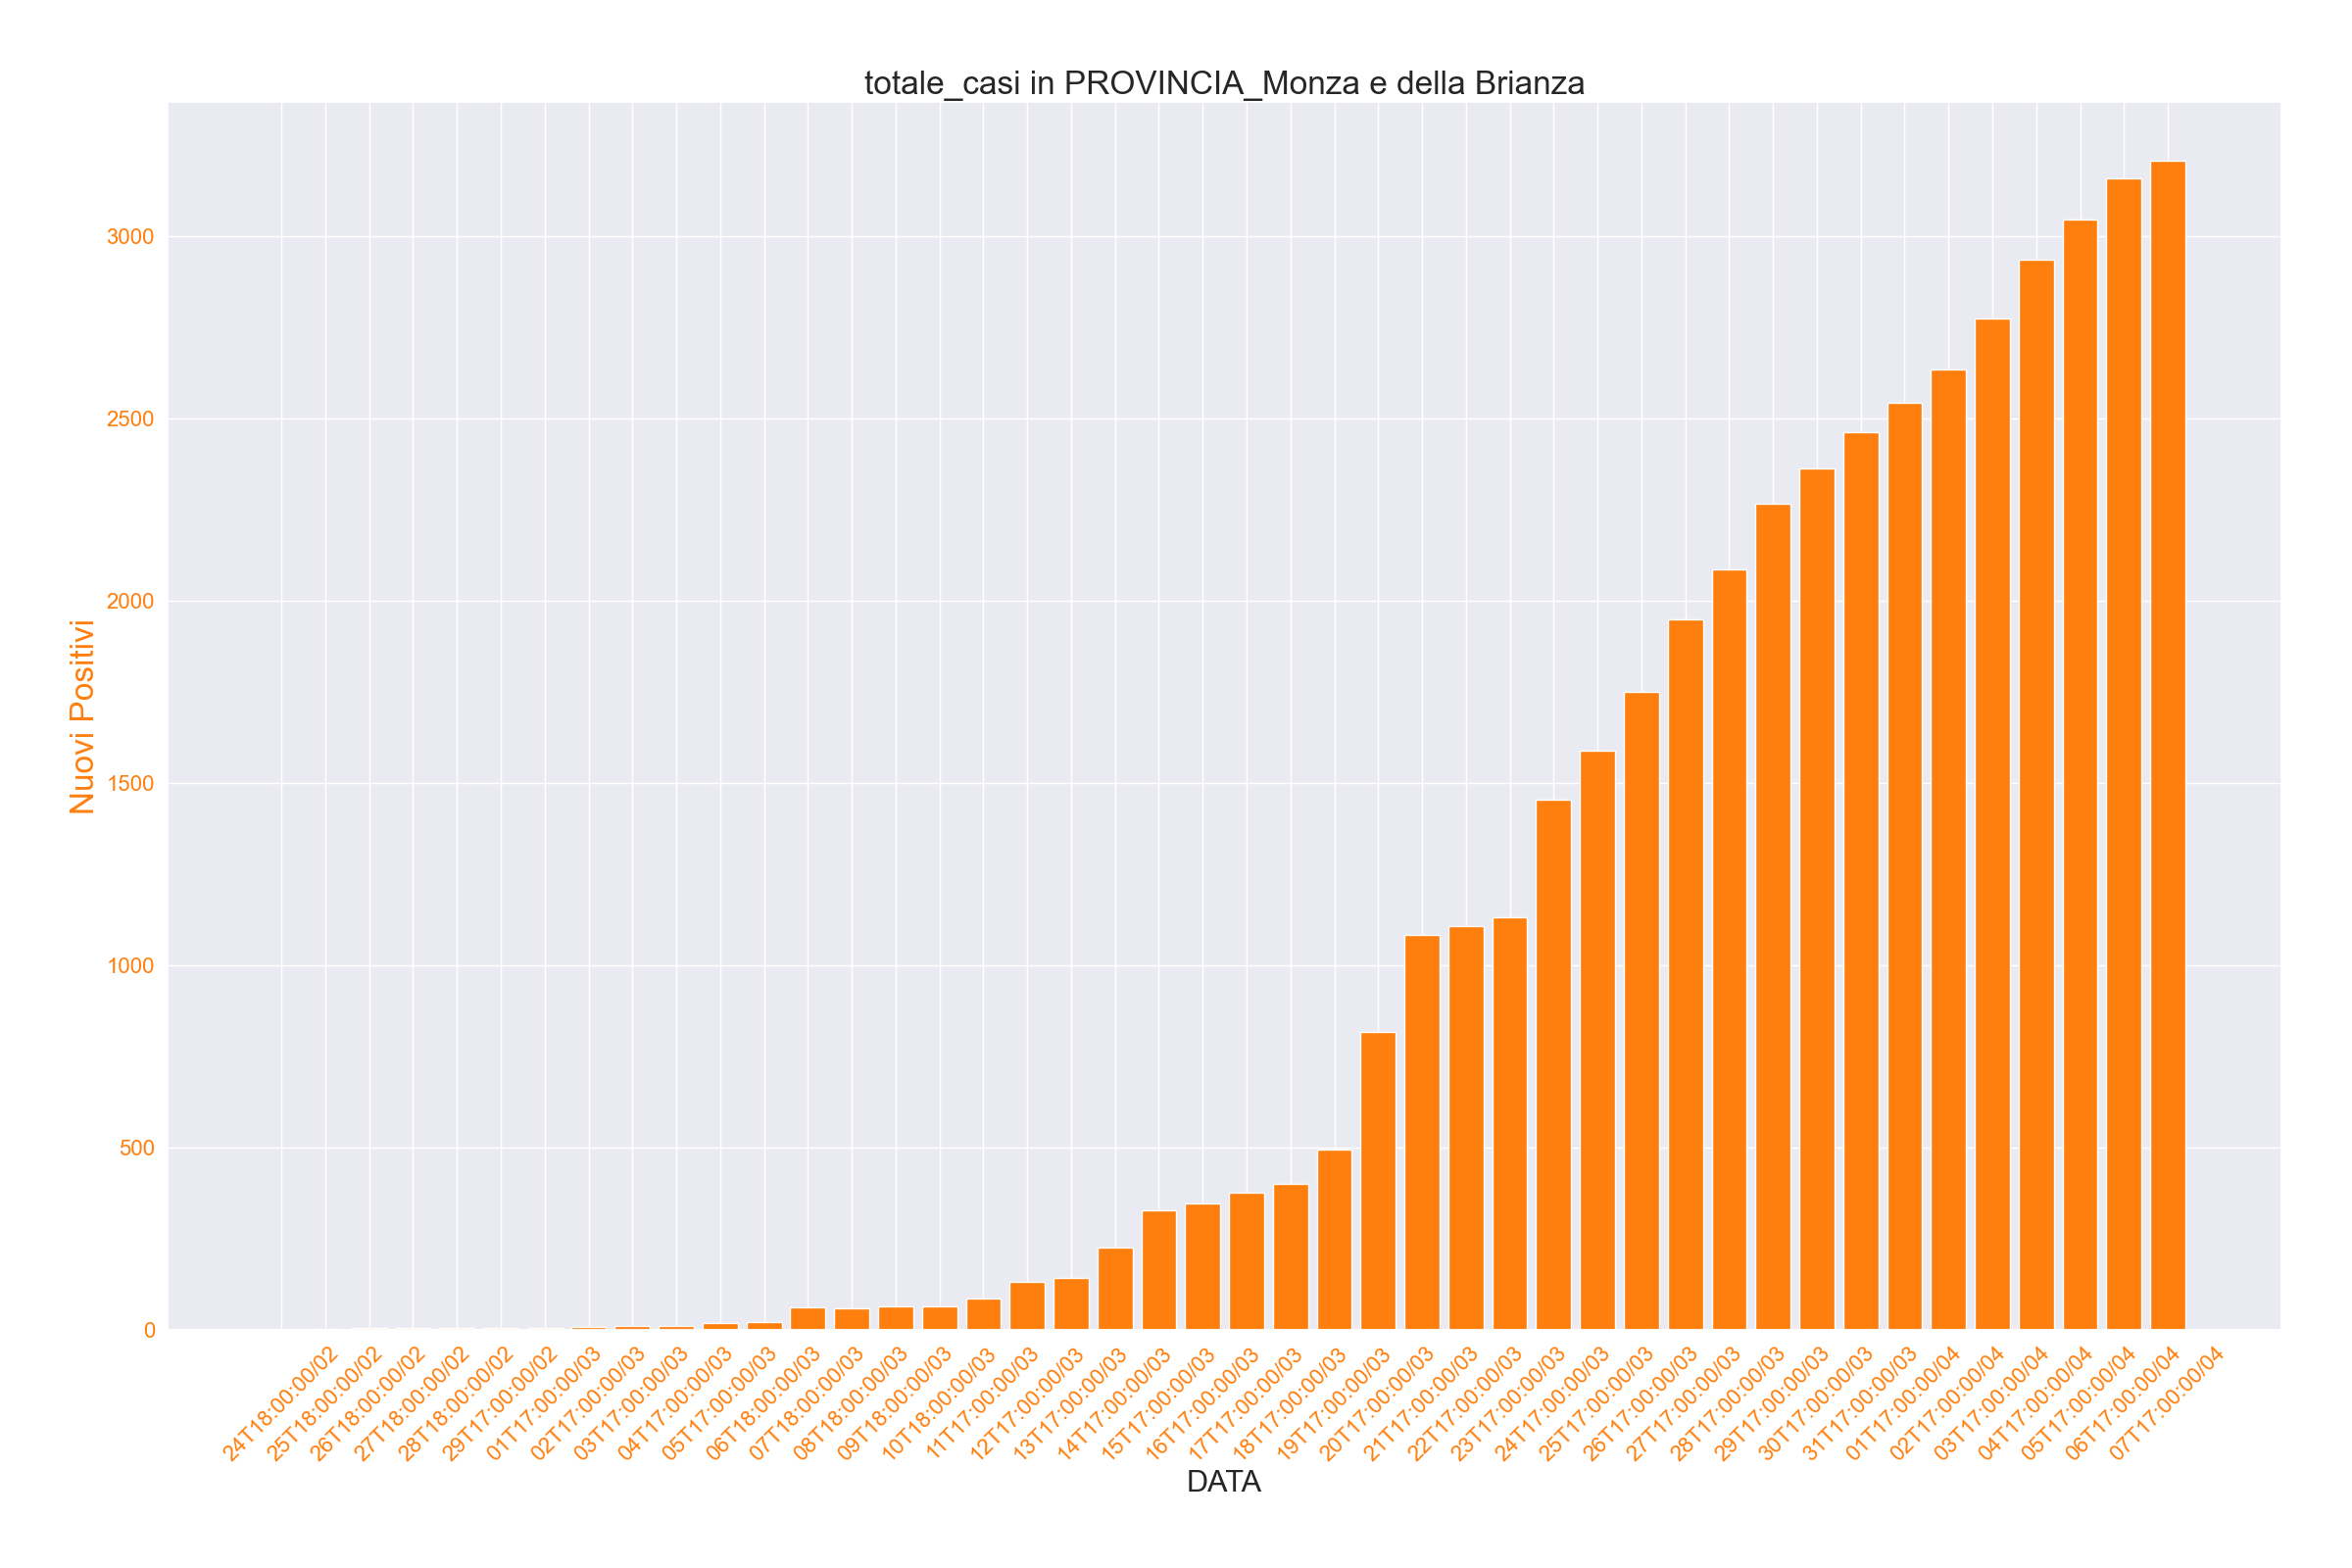 totale_casi in PROVINCIA_Monza e della Brianza
Nuovi Positivi
3000
2500
2000
1500
1000
500
0
24T18:00:00/02
25T18:00:00/02
26T18:00:00/02
27T18:00:00/02
28T18:00:00/02
29T17:00:00/02
01T17:00:00/03
02T17:00:00/03
03T17:00:00/03
04T17:00:00/03
05T17:00:00/03
06T18:00:00/03
07T18:00:00/03
08T18:00:00/03
09T18:00:00/03
10T18:00:00/03
11T17:00:00/03
12T17:00:00/03
13T17:00:00/03
14T17:00:00/03
15T17:00:00/03
16T17:00:00/03
17T17:00:00/03
18T17:00:00/03
19T17:00:00/03
20T17:00:00/03
21T17:00:00/03
22T17:00:00/03
23T17:00:00/03
24T17:00:00/03
25T17:00:00/03
26T17:00:00/03
27T17:00:00/03
28T17:00:00/03
29T17:00:00/03
30T17:00:00/03
31T17:00:00/03
01T17:00:00/04
02T17:00:00/04
03T17:00:00/04
04T17:00:00/04
05T17:00:00/04
06T17:00:00/04
07T17:00:00/04
DATA